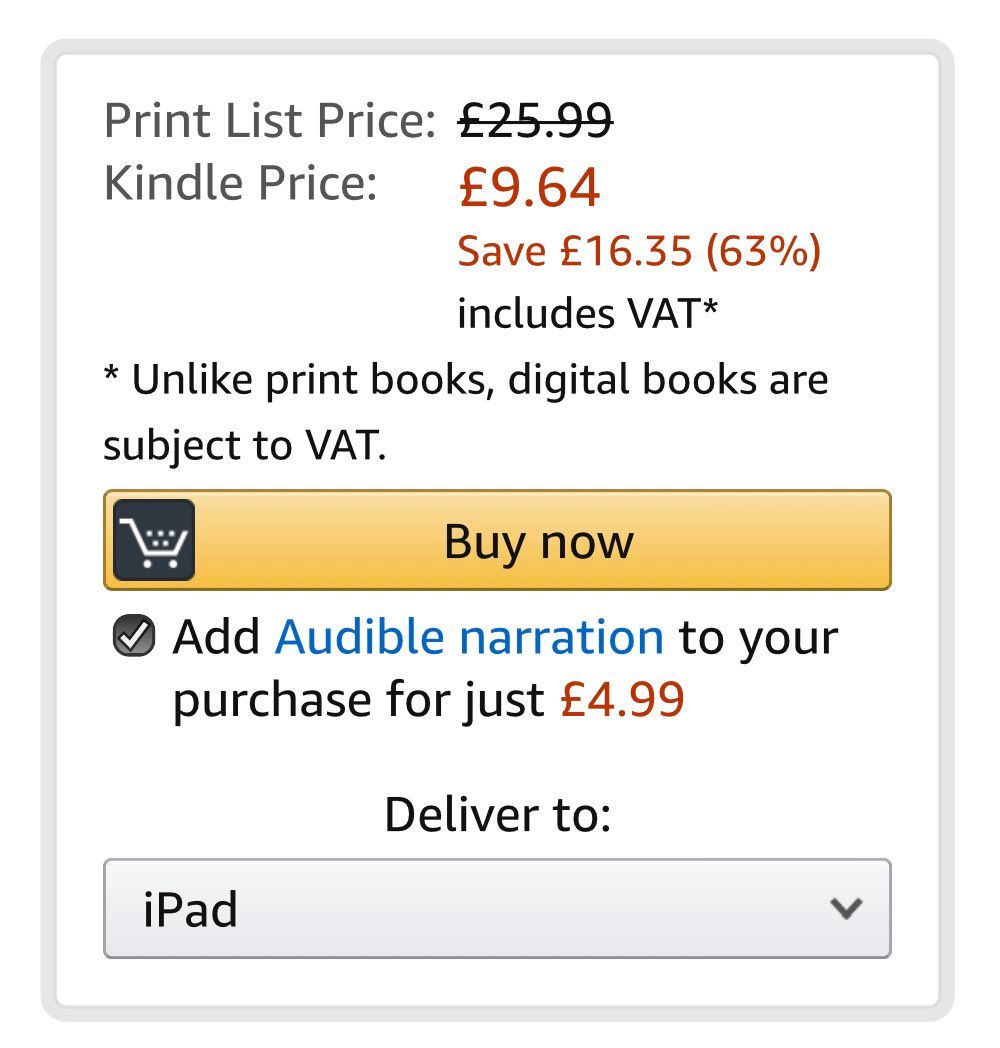 Print List Price: £25.99
Kindle Price: £9.64
Save £16.35 (63%)
includes VAT*
* Unlike print books, digital books are
subject to VAT.
Buy now
Add Audible narration to your
purchase for just £4.99
Deliver to:
iPad